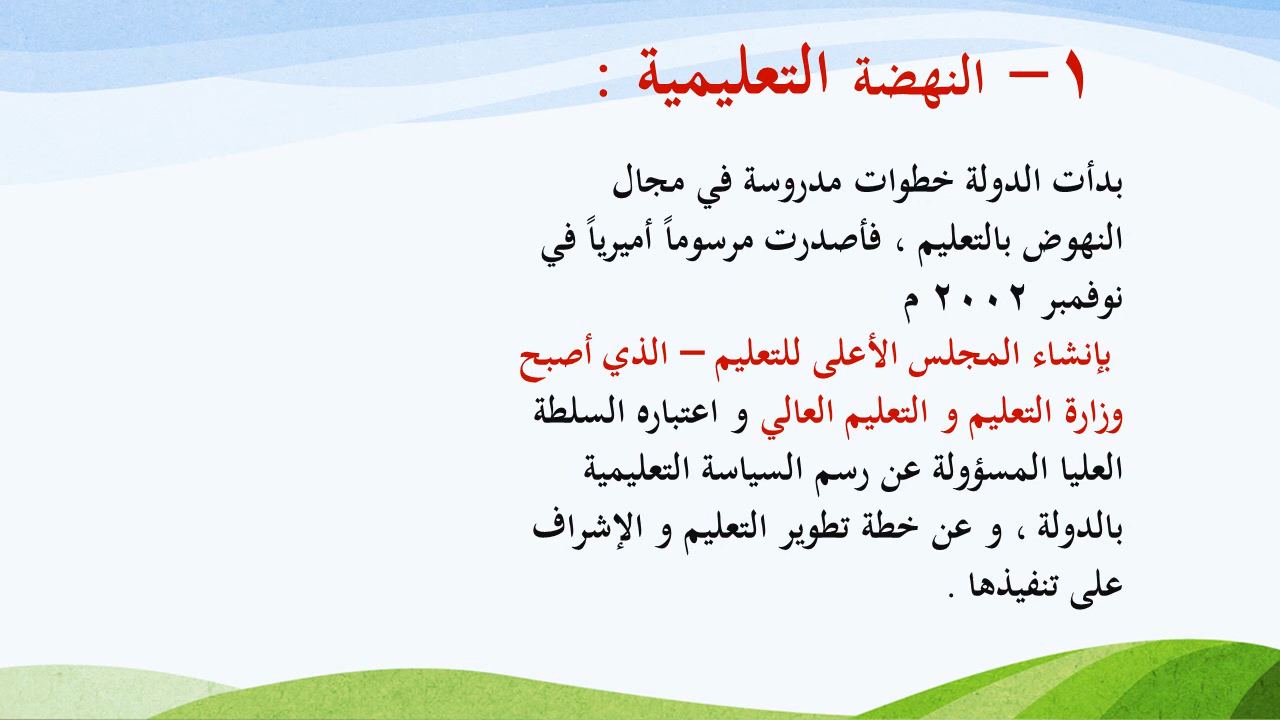 ١ – النهضة التعليمية :
بدأت الدولة خطوات مدروسة في مجال
النهوض بالتعليم ، فأصدرت مرسوماً أميرياً في
نوفمبر ٢٠٠٢ م
بإنشاء المجلس الأعلى للتعليم – الذي أصبح
وزارة التعليم و التعليم العالي و اعتباره السلطة
العليا المسؤولة عن رسم السياسة التعليمية
بالدولة ، و عن خطة تطوير التعليم و الإشراف
على تنفيذها .